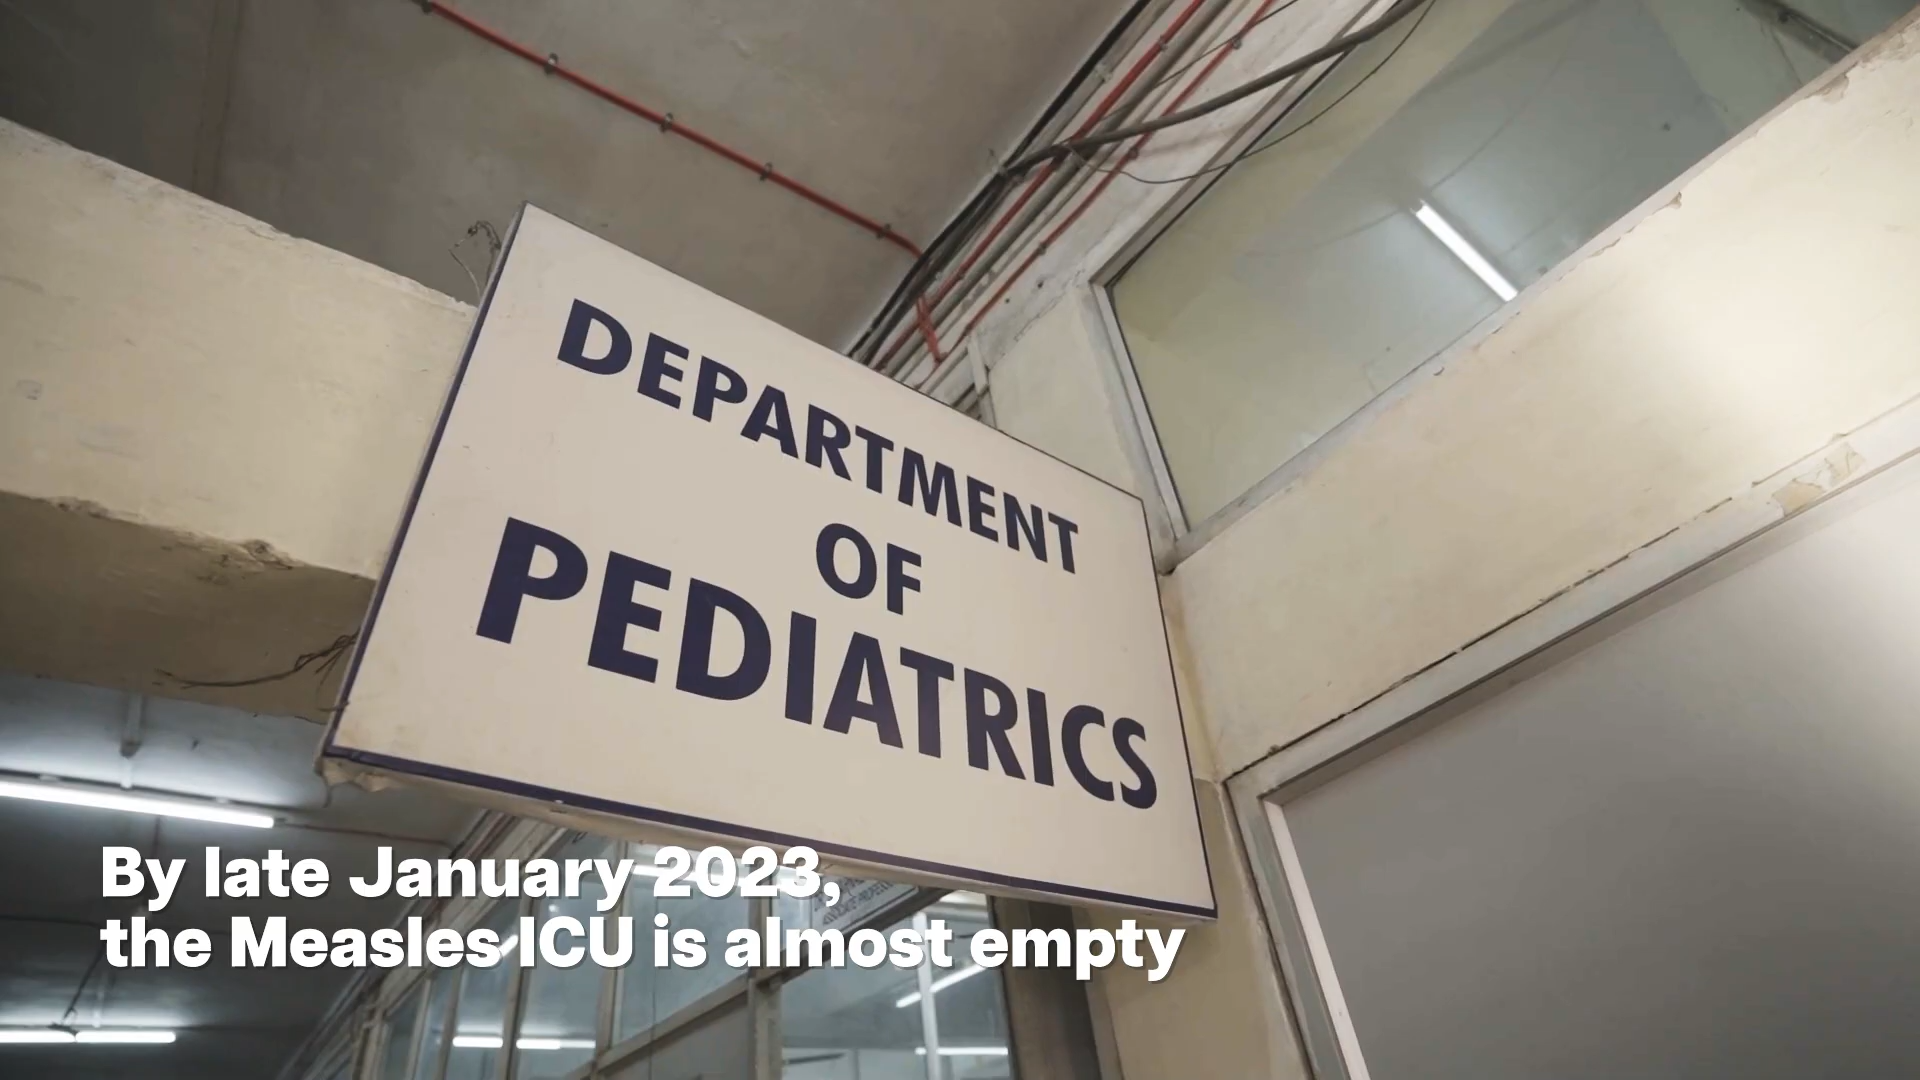 DEPARTMENT
OF
PEDIATRICS
By late January 2023,
the Measles ICU is almost empty